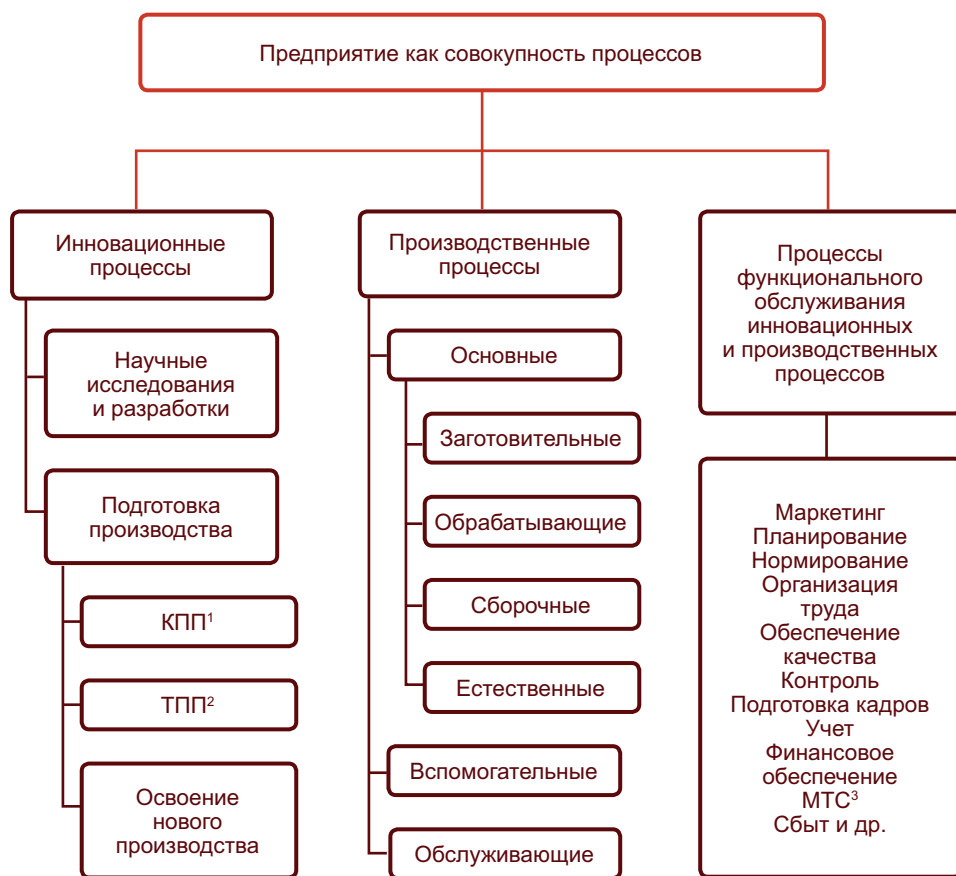 Предприятие как совокупность процессов
Инновационные
процессы
Научные
исследования
и разработки
Подготовка
производства
КПП¹
ТПП²
Освоение
нового
производства
Производственные
процессы
Основные
Заготовительные
Обрабатывающие
Сборочные
Естественные
Вспомогательные
Обслуживающие
Процессы
функционального
обслуживания
инновационных
и производственных
процессов
Маркетинг
Планирование
Нормирование
Организация
труда
Обеспечение
качества
Контроль
Подготовка кадров
Учет
Финансовое
обеспечение
МТС³
Сбыт и др.